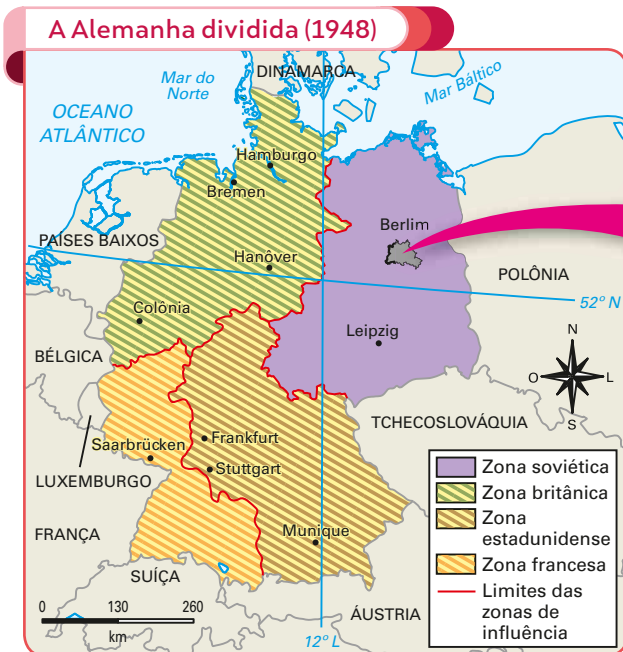 A Alemanha dividida (1948)
DINAMARCA
Mar do
Norte
Mar Báltico
OCEANO
ATLÂNTICO
Hamburgo
Bremen
Berlim
PAÍSES BAIXOS
Hanôver
POLÔNIA
52º N
Colônia
Leipzig
BÉLGICA
N
O
L
S
TCHECOSLOVÁQUIA
Saarbrücken
Frankfurt
Stuttgart
LUXEMBURGO
FRANÇA
Munique
SUÍÇA
ÁUSTRIA
12º L
0 130 260
km
Zona soviética
Zona britânica
Zona
estadunidense
Zona francesa
Limites das
zonas de
influência